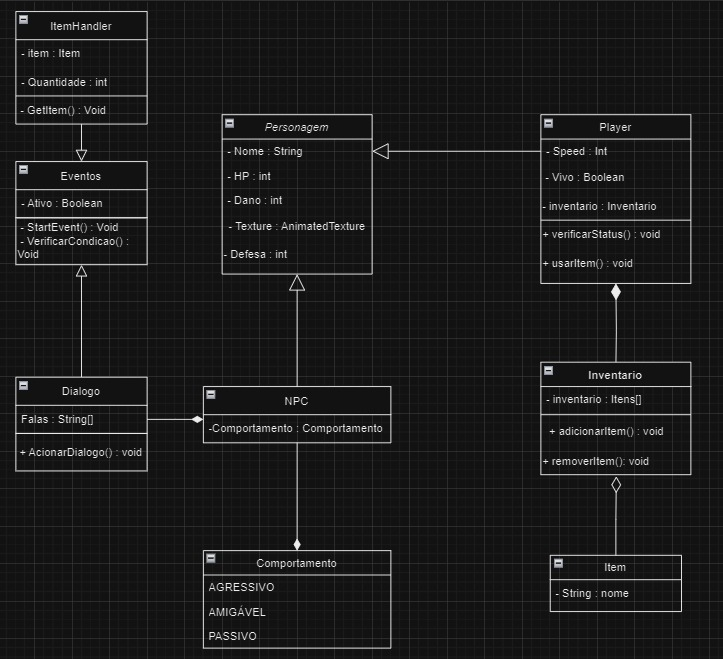 ItemHandler
- item : Item
- Quantidade : int
- GetItem() : Void
Eventos
- Ativo : Boolean
- StartEvent() : Void
- VerificarCondicao() :
Void
Dialogo
Falas : String[]
+ AcionarDialogo() : void
Personagem
- Nome : String
- HP : int
- Dano : int
- Texture : AnimatedTexture
- Defesa : int
NPC
-Comportamento : Comportamento
Comportamento
AGRESSIVO
AMIGÁVEL
PASSIVO
Player
- Speed : Int
- Vivo : Boolean
- inventario : Inventario
+ verificarStatus() : void
+ usarItem() : void
Inventario
- inventario : Itens[]
+ adicionarItem() : void
+ removerItem(): void
Item
- String : nome